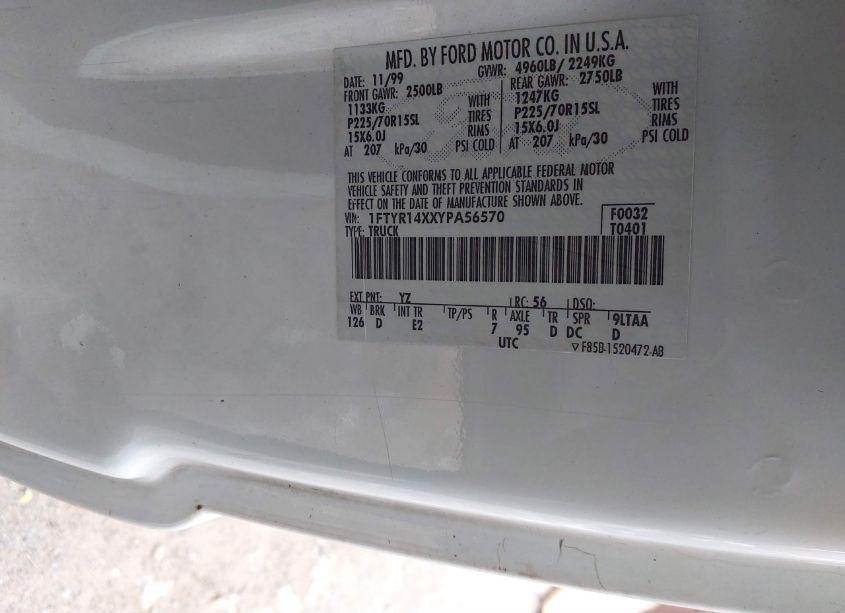 MFD. BY FORD MOTOR CO. IN U.S.A.
DATE: 11/99 GVWR: 4960LB/ 2249KG
FRONT GAWR: 2500LB REAR GAWR: 2750LB
1133KG WITH 1247KG WITH
P225/70R15SL TIRES P225/70R15SL TIRES
15X6.0J RIMS 15X6.0J RIMS
AT 207 kPa/30 PSI COLD AT 207 kPa/30 PSI COLD
THIS VEHICLE CONFORMS TO ALL APPLICABLE FEDERAL MOTOR
VEHICLE SAFETY AND THEFT PREVENTION STANDARDS IN
EFFECT ON THE DATE OF MANUFACTURE SHOWN ABOVE.
VIN: 1FTYR14XXYPA56570 F0032
TYPE: TRUCK T0401
EXT PNT: YZ RC: 56 DSO:
WB BRK INT TR TP/PS R AXLE TR SPR 9LTAA
126 D E2 7 95 D DC D
UTC ▽ F85B-1520472-AB